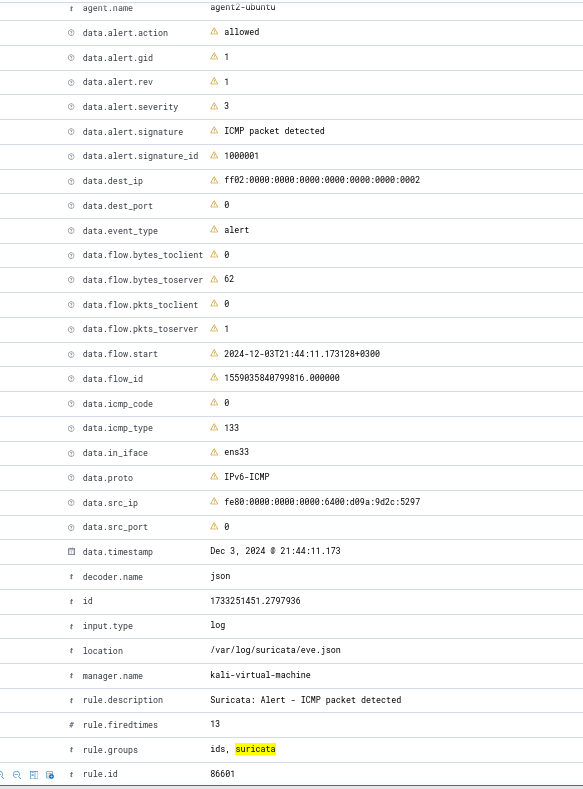 agent.name agent2-ubuntu
data.alert.action allowed
data.alert.gid 1
data.alert.rev 1
data.alert.severity 3
data.alert.signature ICMP packet detected
data.alert.signature_id 1000001
data.dest_ip ff02:0000:0000:0000:0000:0000:0000:0002
data.dest_port 0
data.event_type alert
data.flow.bytes_toclient 0
data.flow.bytes_toserver 62
data.flow.pkts_toclient 0
data.flow.pkts_toserver 1
data.flow.start 2024-12-03T21:44:11.173128+0300
data.flow_id 1559035840799816.000000
data.icmp_code 0
data.icmp_type 133
data.in_iface ens33
data.proto IPv6-ICMP
data.src_ip fe80:0000:0000:0000:6400:d09a:9d2c:5297
data.src_port 0
data.timestamp Dec 3, 2024 @ 21:44:11.173
decoder.name json
id 1733251451.2797936
input.type log
location /var/log/suricata/eve.json
manager.name kali-virtual-machine
rule.description Suricata: Alert - ICMP packet detected
rule.firedtimes 13
rule.groups ids, suricata
rule.id 86601